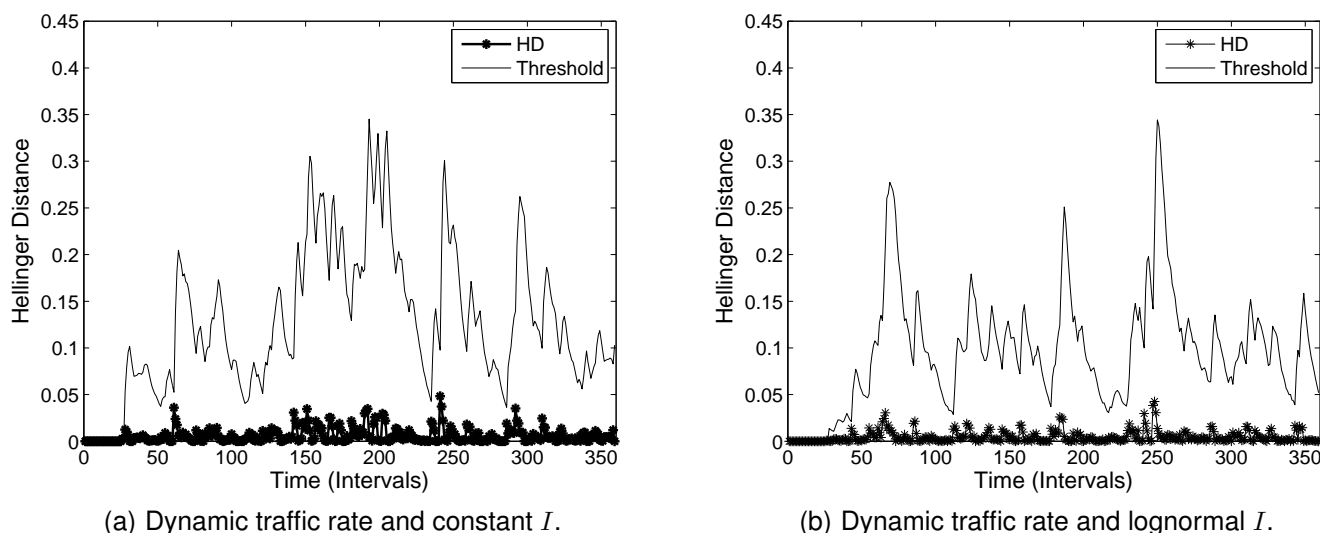 0.45
0.4
0.35
0.3
0.25
0.2
0.15
0.1
0.05
0
Hellinger Distance
HD
Threshold
0 50 100 150 200 250 300 350
Time (Intervals)
(a) Dynamic traffic rate and constant I.
0.45
0.4
0.35
0.3
0.25
0.2
0.15
0.1
0.05
0
Hellinger Distance
HD
Threshold
0 50 100 150 200 250 300 350
Time (Intervals)
(b) Dynamic traffic rate and lognormal I.